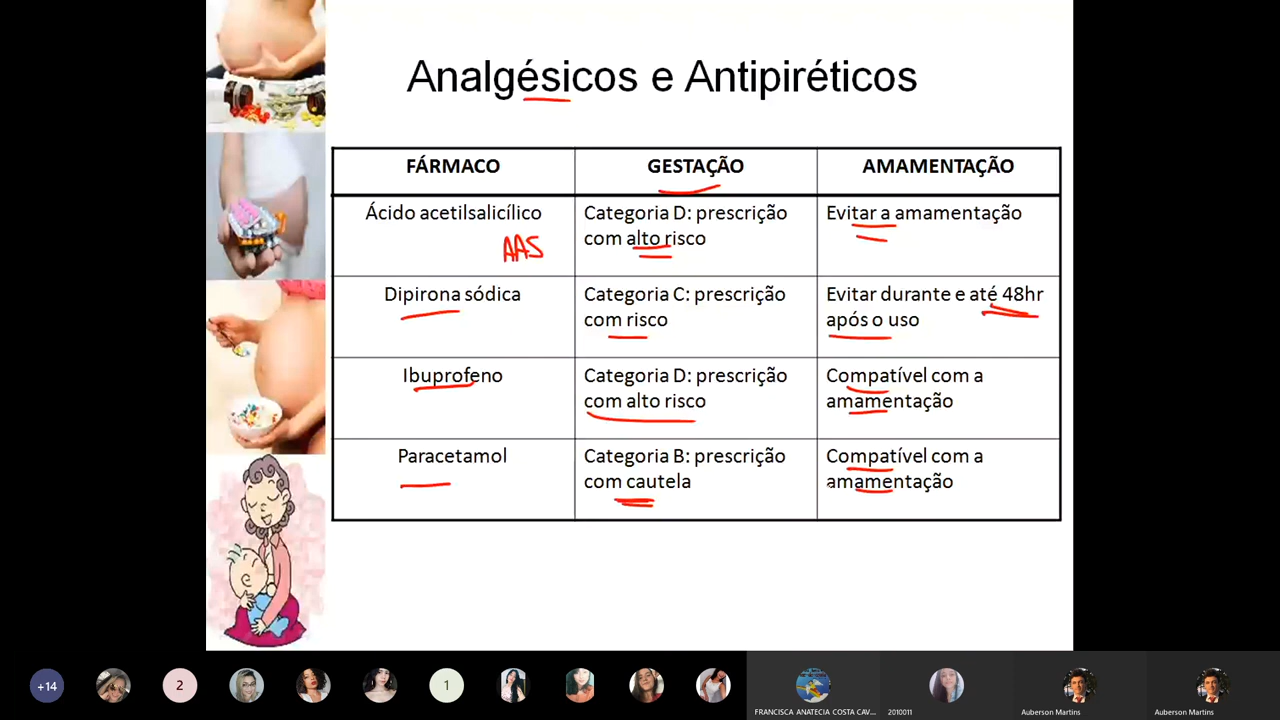 Analgésicos e Antipiréticos
FÁRMACO
GESTAÇÃO
AMAMENTAÇÃO
Ácido acetilsalicílico
AAS
Categoria D: prescrição
com alto risco
Evitar a amamentação
Dipirona sódica
Categoria C: prescrição
com risco
Evitar durante e até 48hr
após o uso
Ibuprofeno
Categoria D: prescrição
com alto risco
Compatível com a
amamentação
Paracetamol
Categoria B: prescrição
com cautela
Compatível com a
amamentação
+14
2
1
FRANCISCA ANATECIA COSTA CAV...
2010011
Auberson Martins
Auberson Martins